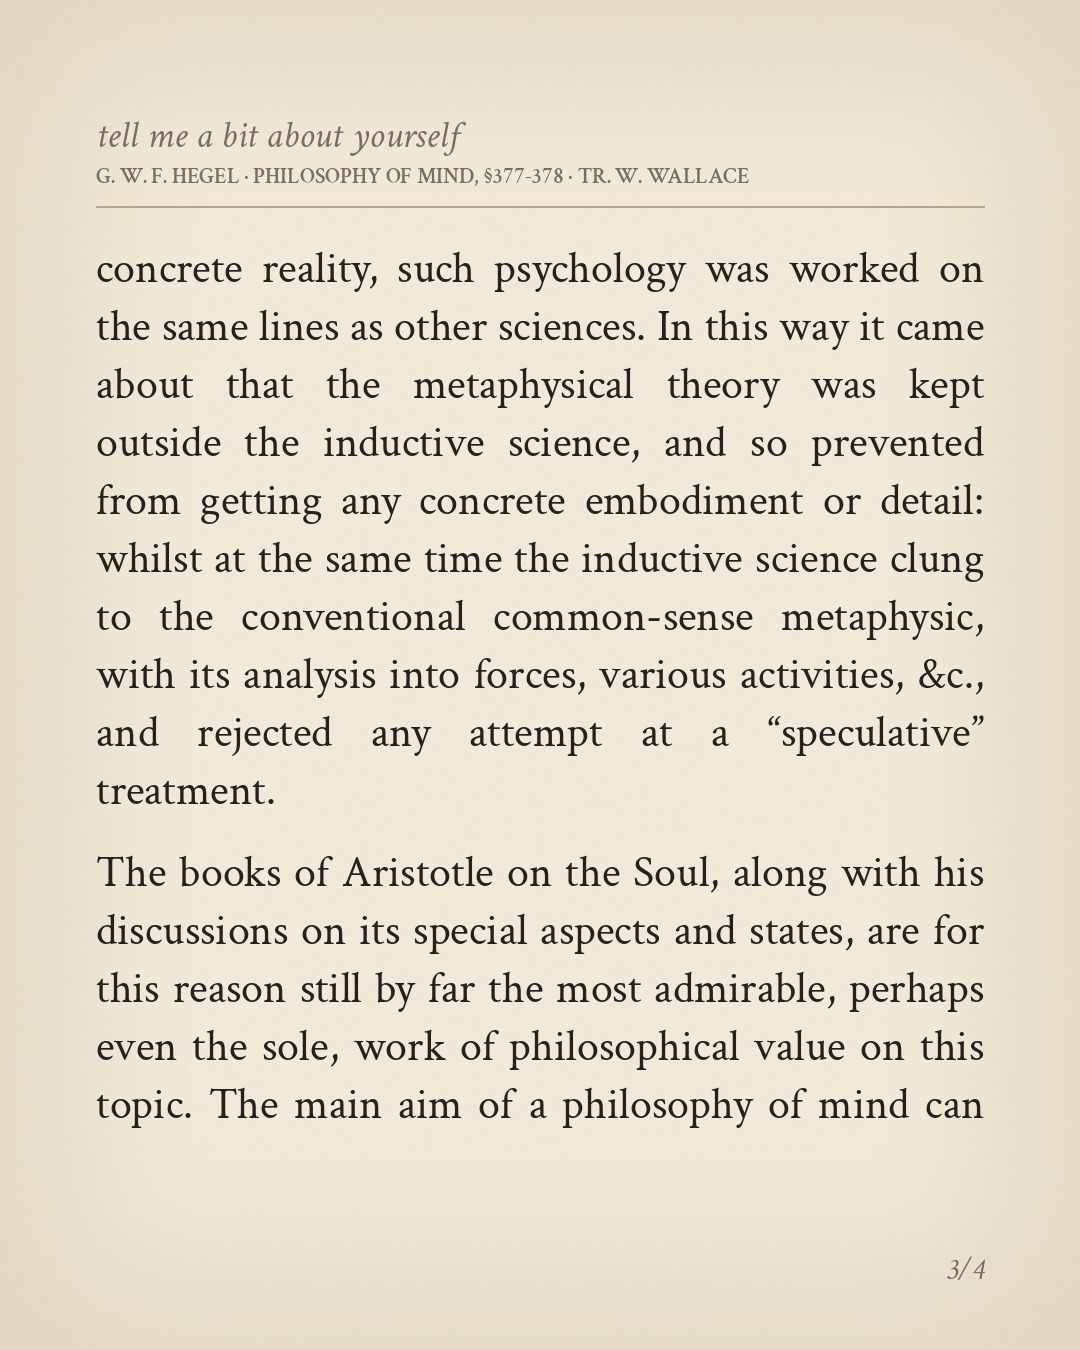 tell me a bit about yourself
G. W. F. HEGEL · PHILOSOPHY OF MIND, §377-378 · TR. W. WALLACE
concrete reality, such psychology was worked on
the same lines as other sciences. In this way it came
about that the metaphysical theory was kept
outside the inductive science, and so prevented
from getting any concrete embodiment or detail:
whilst at the same time the inductive science clung
to the conventional common-sense metaphysic,
with its analysis into forces, various activities, &c.,
and rejected any attempt at a “speculative”
treatment.
The books of Aristotle on the Soul, along with his
discussions on its special aspects and states, are for
this reason still by far the most admirable, perhaps
even the sole, work of philosophical value on this
topic. The main aim of a philosophy of mind can
3/4